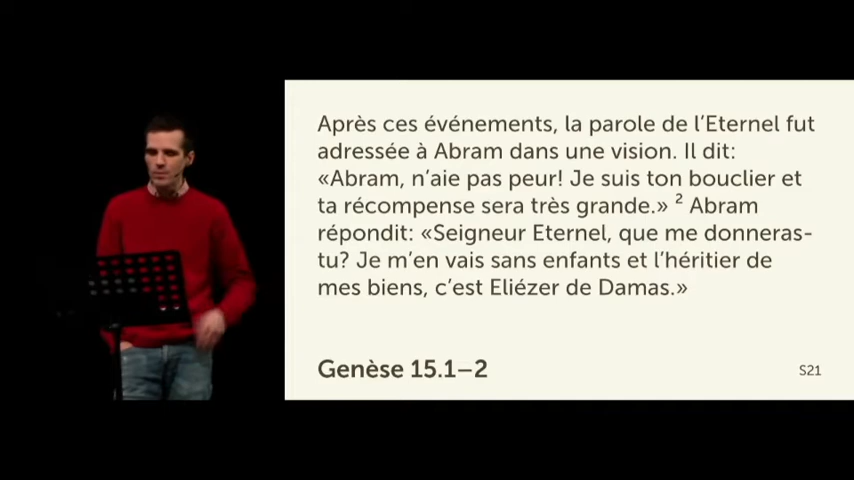 Après ces événements, la parole de l’Eternel fut
adressée à Abram dans une vision. Il dit:
«Abram, n’aie pas peur! Je suis ton bouclier et
ta récompense sera très grande.» ² Abram
répondit: «Seigneur Eternel, que me donneras-
tu? Je m’en vais sans enfants et l’héritier de
mes biens, c’est Eliézer de Damas.»
Genèse 15.1–2
S21